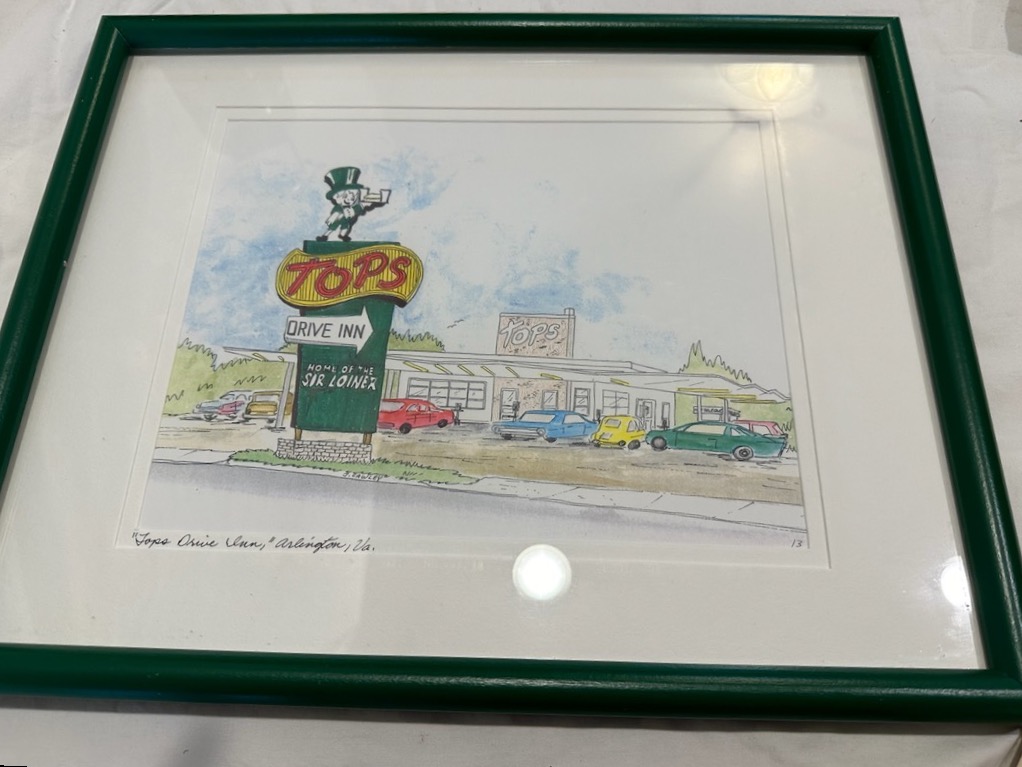 TOPS
DRIVE INN
HOME OF THE
SIR LOINER
TOPS
"Tops Drive Inn," Arlington, Va.
13